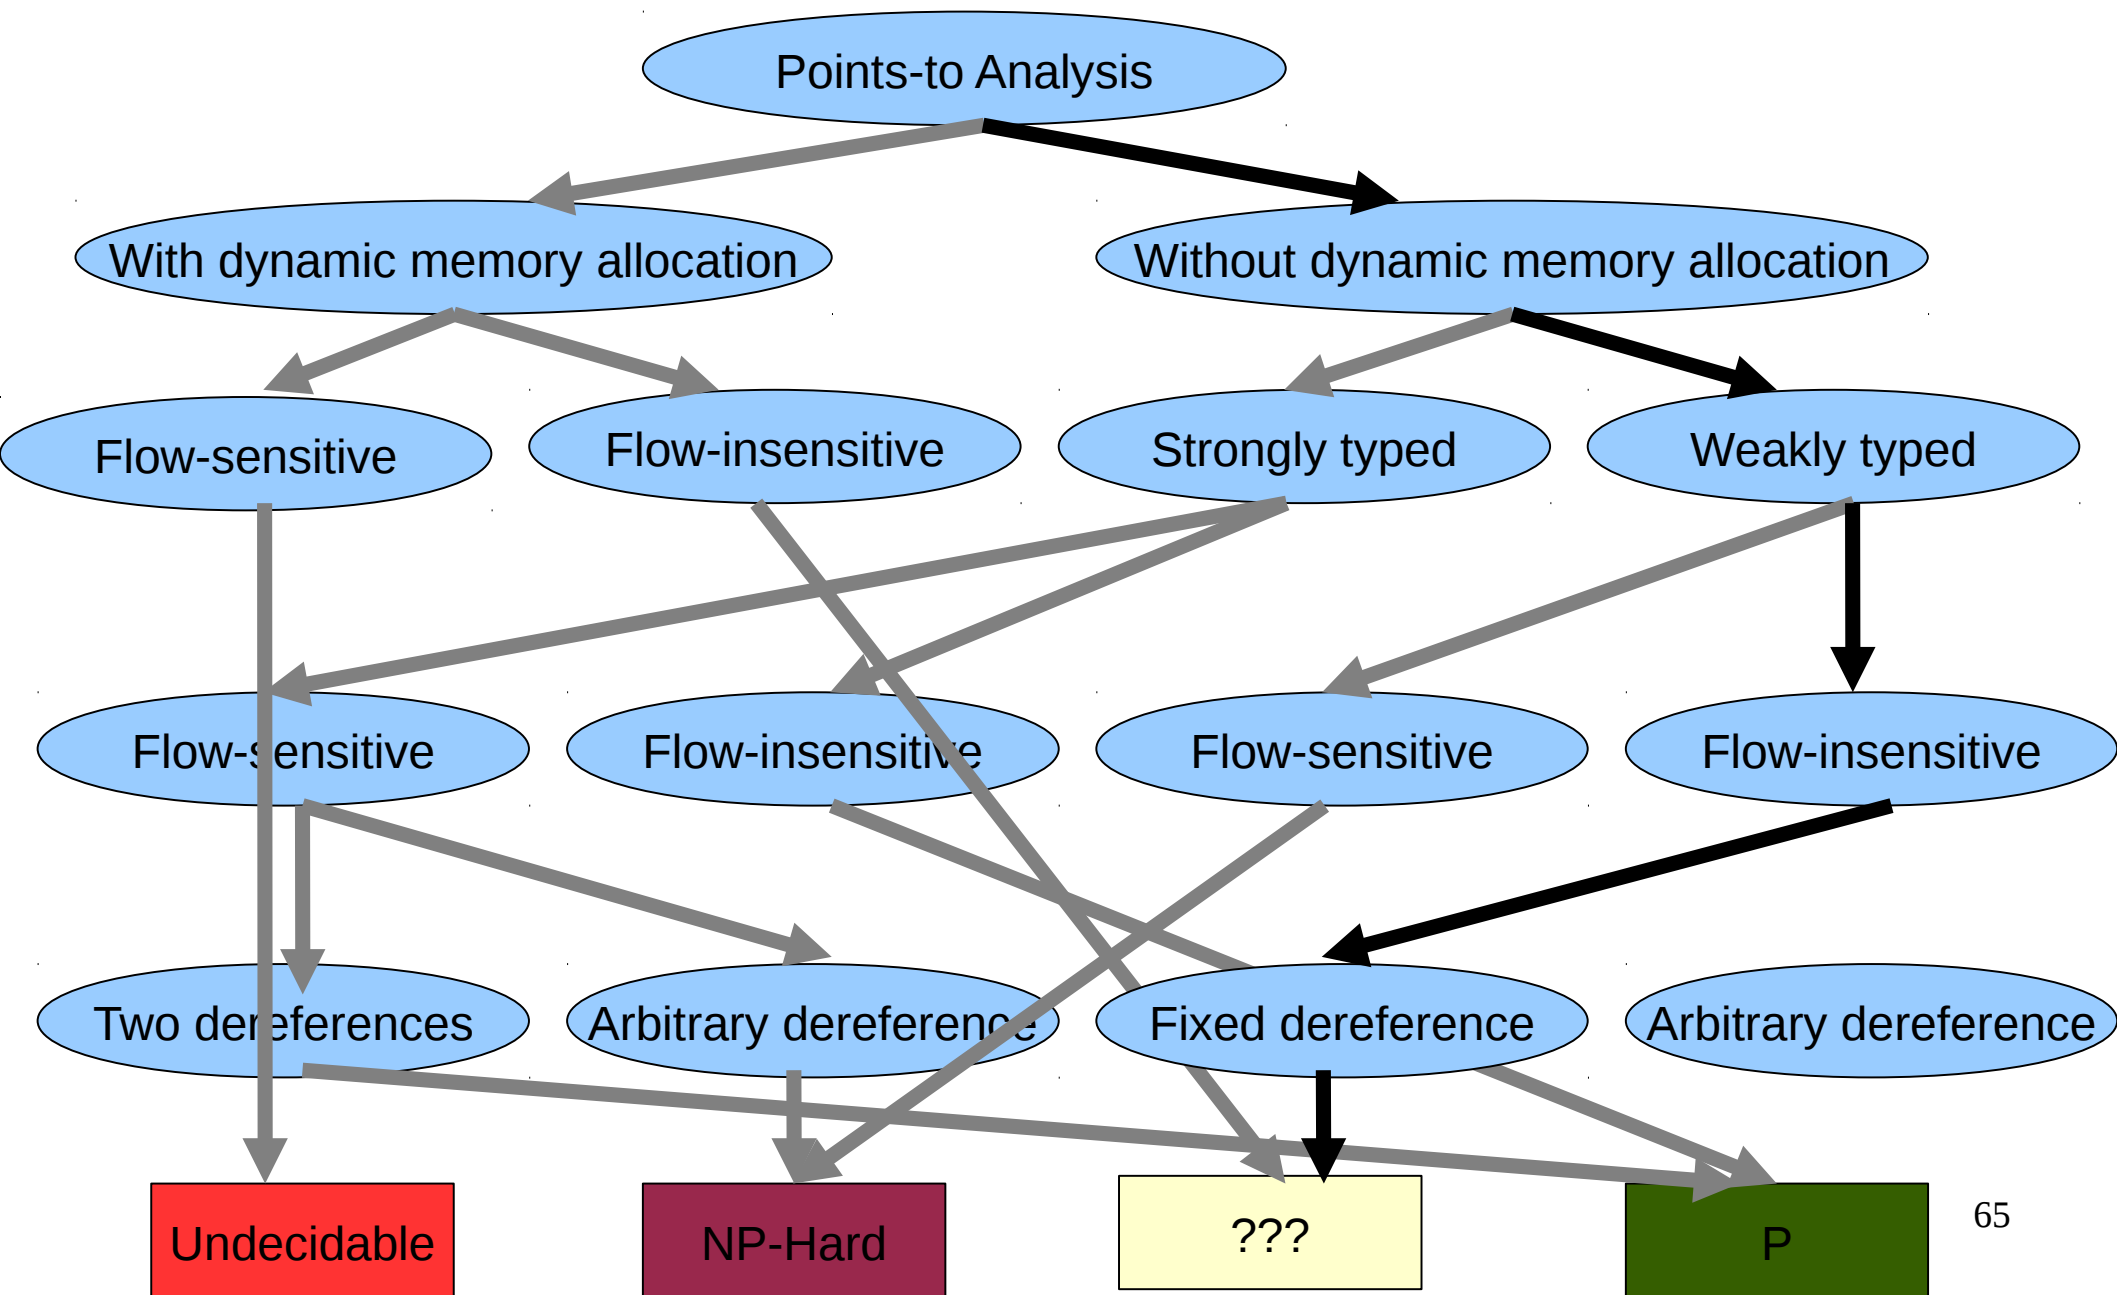 Points-to Analysis
With dynamic memory allocation
Without dynamic memory allocation
Flow-sensitive
Flow-insensitive
Strongly typed
Weakly typed
Flow-sensitive
Flow-insensitive
Flow-sensitive
Flow-insensitive
Two dereferences
Arbitrary dereference
Fixed dereference
Arbitrary dereference
Undecidable
NP-Hard
???
P
65